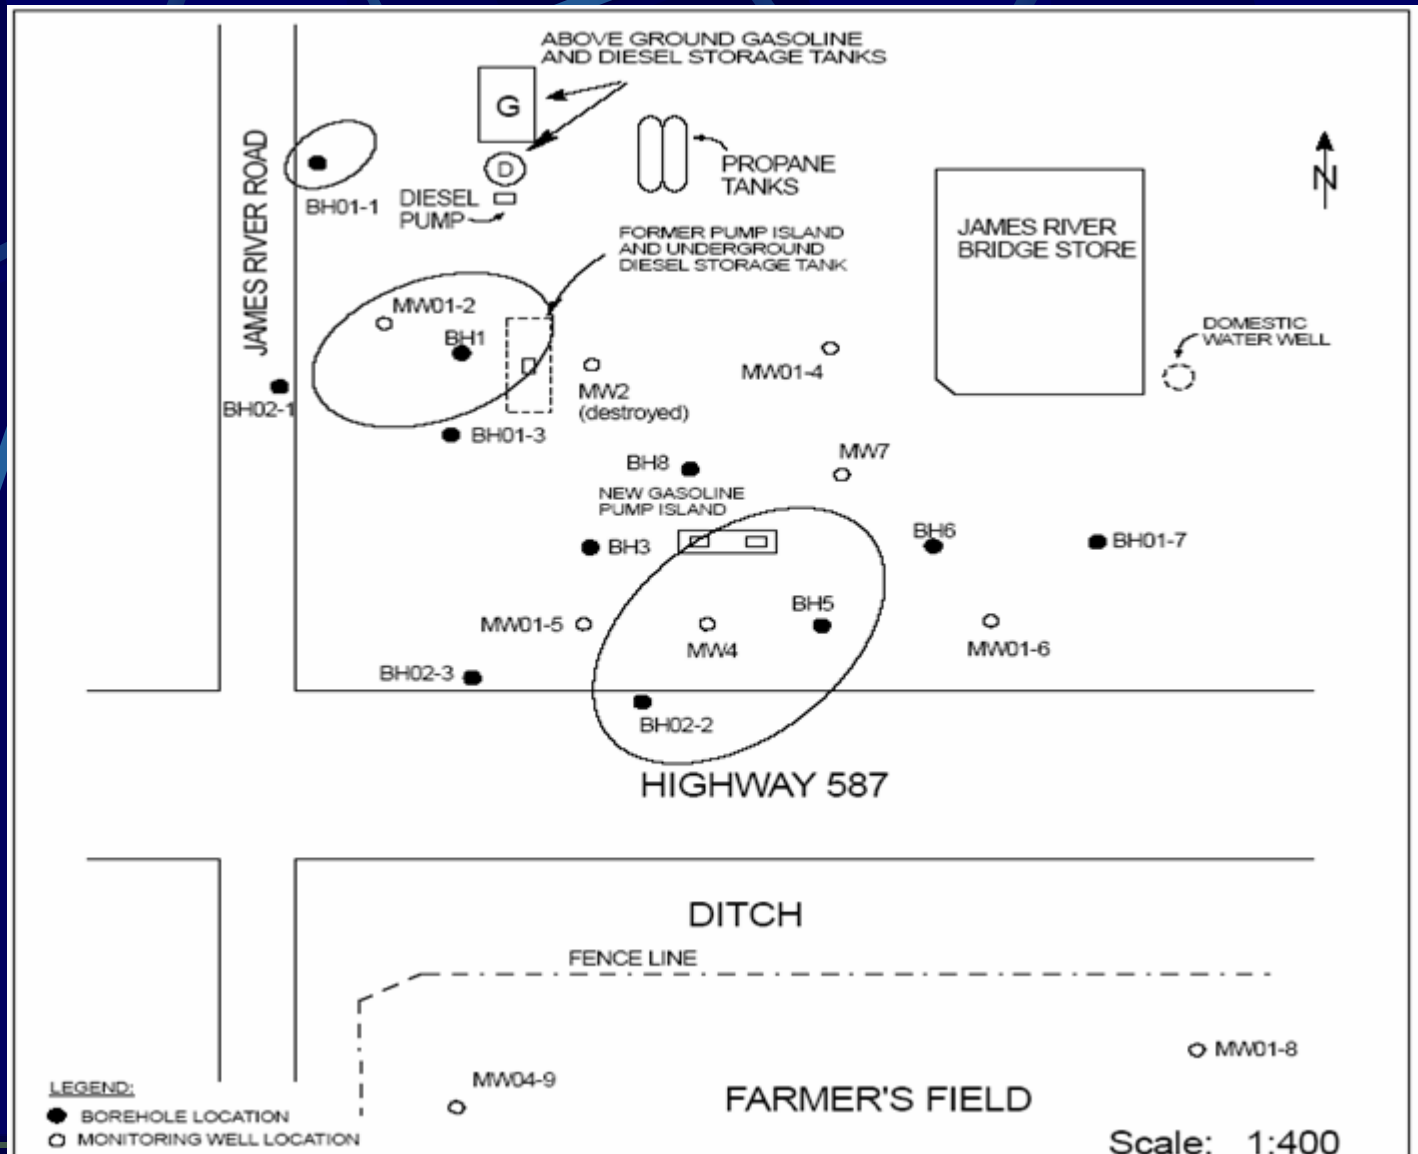 ABOVE GROUND GASOLINE
AND DIESEL STORAGE TANKS
G
D
DIESEL
PUMP
PROPANE
TANKS
N
JAMES RIVER ROAD
BH01-1
FORMER PUMP ISLAND
AND UNDERGROUND
DIESEL STORAGE TANK
JAMES RIVER
BRIDGE STORE
DOMESTIC
WATER WELL
MW01-2
BH1
MW2
(destroyed)
MW01-4
BH02-1
BH01-3
BH8
MW7
NEW GASOLINE
PUMP ISLAND
BH3
BH6
BH01-7
BH5
MW01-5
MW4
MW01-6
BH02-3
BH02-2
HIGHWAY 587
DITCH
FENCE LINE
MW01-8
MW04-9
FARMER'S FIELD
LEGEND:
BOREHOLE LOCATION
MONITORING WELL LOCATION
Scale: 1:400